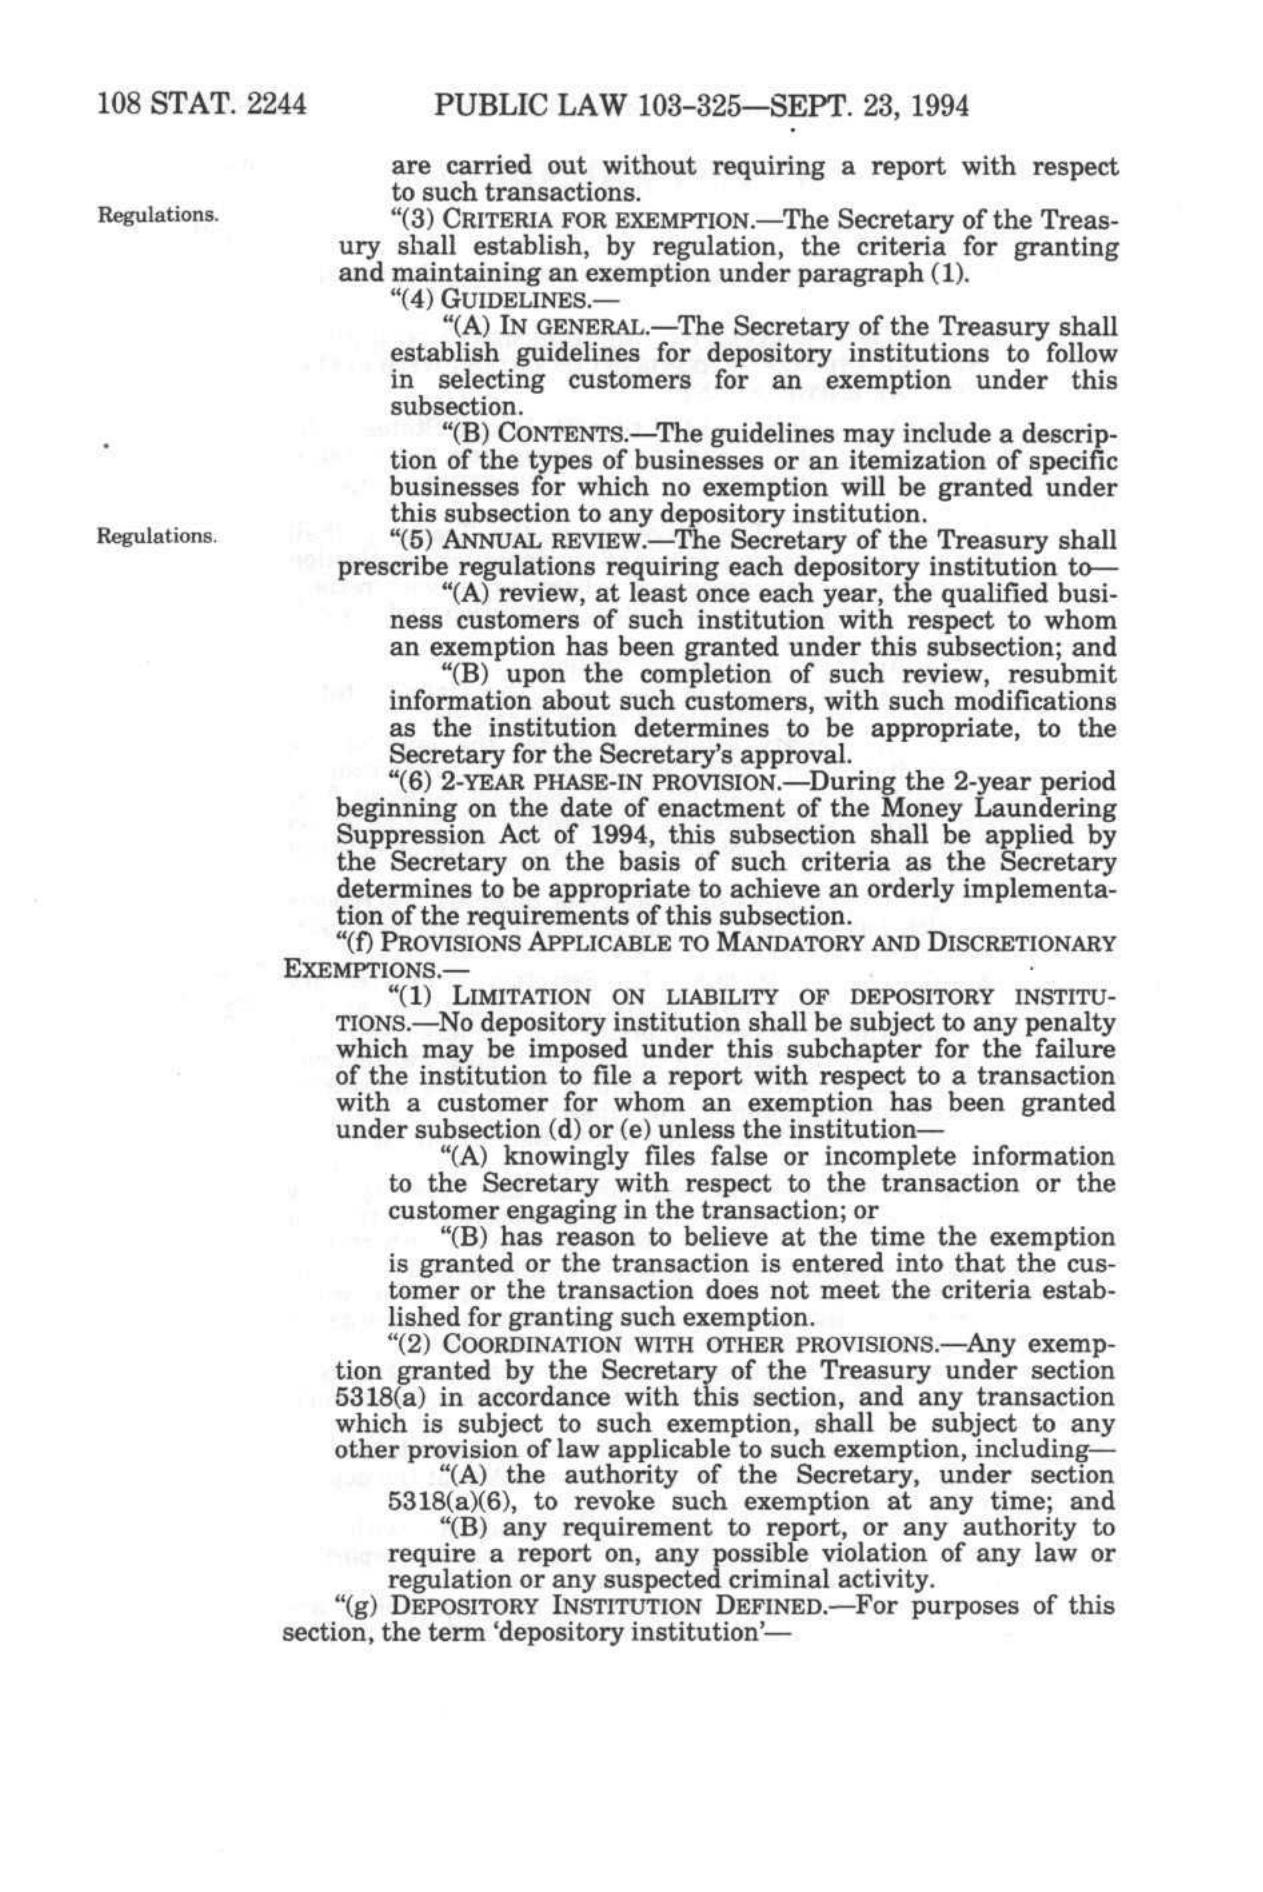 108 STAT. 2244 PUBLIC LAW 103-325—SEPT. 23, 1994
are carried out without requiring a report with respect
to such transactions.
Regulations. "(3) CRITERIA FOR EXEMPTION.—The Secretary of the Treas-
ury shall establish, by regulation, the criteria for granting
and maintaining an exemption under paragraph (1).
"(4) GUIDELINES.—
"(A) IN GENERAL.—The Secretary of the Treasury shall
establish guidelines for depository institutions to follow
in selecting customers for an exemption under this
subsection.
"(B) CONTENTS.—The guidelines may include a descrip-
tion of the types of businesses or an itemization of specific
businesses for which no exemption will be granted under
this subsection to any depository institution.
Regulations. "(5) ANNUAL REVIEW.—The Secretary of the Treasury shall
prescribe regulations requiring each depository institution to—
"(A) review, at least once each year, the qualified busi-
ness customers of such institution with respect to whom
an exemption has been granted under this subsection; and
"(B) upon the completion of such review, resubmit
information about such customers, with such modifications
as the institution determines to be appropriate, to the
Secretary for the Secretary's approval.
"(6) 2-YEAR PHASE-IN PROVISION.—During the 2-year period
beginning on the date of enactment of the Money Laundering
Suppression Act of 1994, this subsection shall be applied by
the Secretary on the basis of such criteria as the Secretary
determines to be appropriate to achieve an orderly implementa-
tion of the requirements of this subsection.
"(f) PROVISIONS APPLICABLE TO MANDATORY AND DISCRETIONARY
EXEMPTIONS.—
"(1) LIMITATION ON LIABILITY OF DEPOSITORY INSTITU-
TIONS.—No depository institution shall be subject to any penalty
which may be imposed under this subchapter for the failure
of the institution to file a report with respect to a transaction
with a customer for whom an exemption has been granted
under subsection (d) or (e) unless the institution—
"(A) knowingly files false or incomplete information
to the Secretary with respect to the transaction or the
customer engaging in the transaction; or
"(B) has reason to believe at the time the exemption
is granted or the transaction is entered into that the cus-
tomer or the transaction does not meet the criteria estab-
lished for granting such exemption.
"(2) COORDINATION WITH OTHER PROVISIONS.—Any exemp-
tion granted by the Secretary of the Treasury under section
5318(a) in accordance with this section, and any transaction
which is subject to such exemption, shall be subject to any
other provision of law applicable to such exemption, including—
"(A) the authority of the Secretary, under section
5318(a)(6), to revoke such exemption at any time; and
"(B) any requirement to report, or any authority to
require a report on, any possible violation of any law or
regulation or any suspected criminal activity.
"(g) DEPOSITORY INSTITUTION DEFINED.—For purposes of this
section, the term 'depository institution'—